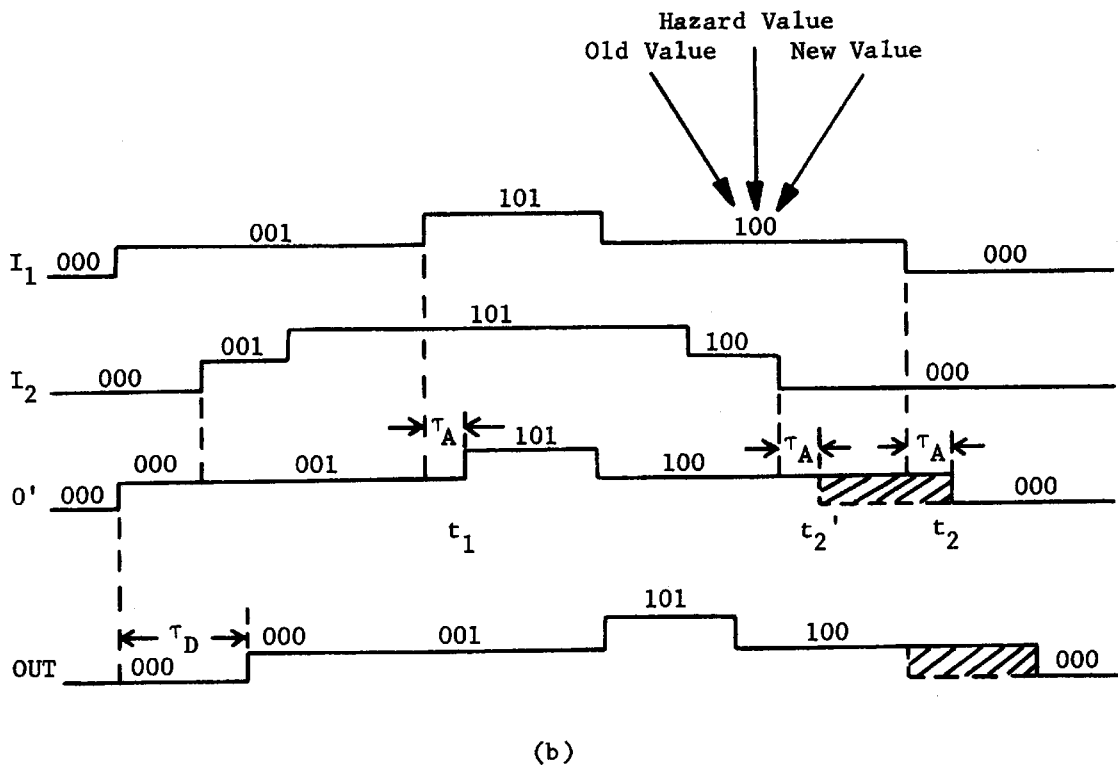 Hazard Value
Old Value New Value
101
001 100
000 000
I1
101
001 100
000 000
I2
τA τA τA
101
000 001 100
000 000
O'
t1 t2' t2
101
τD 000 001 100
000 000
OUT
(b)